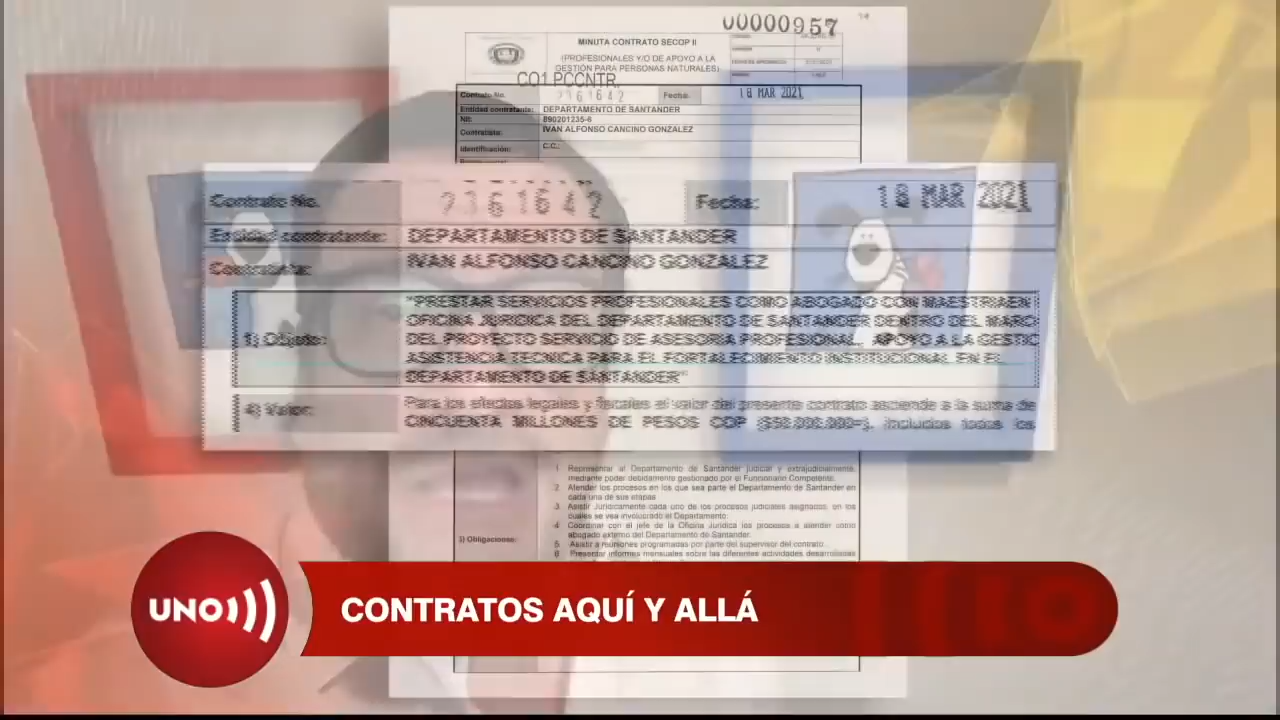 00000957
MINUTA CONTRATO SECOP II
(PROFESIONALES Y/O DE APOYO A LA
GESTIÓN PARA PERSONAS NATURALES)
CO1.PCCNTR.
Contrato No. 2361642 Fecha: 18 MAR 2021
Entidad contratante: DEPARTAMENTO DE SANTANDER
Nit: 890201235-6
Contratista: IVAN ALFONSO CANCINO GONZALEZ
Identificación: C.C.:
Contrato No. 2361642 Fecha: 18 MAR 2021
Entidad contratante: DEPARTAMENTO DE SANTANDER
Contratista: IVAN ALFONSO CANCINO GONZALEZ
1) Objeto: "PRESTAR SERVICIOS PROFESIONALES COMO ABOGADO CON MAESTRIAEN
OFICINA JURIDICA DEL DEPARTAMENTO DE SANTANDER DENTRO DEL MARC
DEL PROYECTO SERVICIO DE ASESORIA PROFESIONAL, APOYO A LA GESTIC
ASISTENCIA TECNICA PARA EL FORTALECIMIENTO INSTITUCIONAL EN EL
DEPARTAMENTO DE SANTANDER"
4) Valor: Para los efectos legales y fiscales el valor del presente contrato asciende a la suma de
CINCUENTA MILLONES DE PESOS COP ($50.000.000=), incluidos todos los
1 Representar al Departamento de Santander judicial y extrajudicialmente,
mediante poder debidamente gestionado por el Funcionario Competente.
2 Atender los procesos en los que sea parte el Departamento de Santander en
cada una de sus etapas
3 Asistir Jurídicamente cada uno de los procesos judiciales asignados, en los
cuales se vea involucrado el Departamento.
4 Coordinar con el jefe de la Oficina Jurídica los procesos a atender como
abogado externo del Departamento de Santander.
5 Asistir a reuniones programadas por parte del supervisor del contrato.
3) Obligaciones: 6 Presentar informes mensuales sobre las diferentes actividades desarrolladas
UNO
CONTRATOS AQUÍ Y ALLÁ